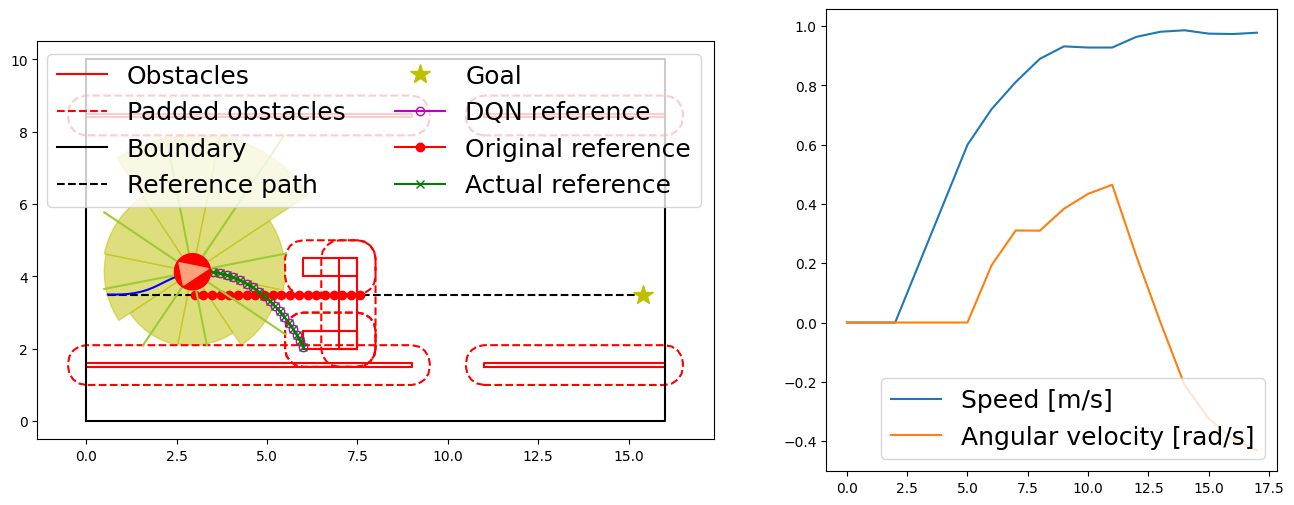 Obstacles
Padded obstacles
Boundary
Reference path
Goal
DQN reference
Original reference
Actual reference
10
8
6
4
2
0
0.0 2.5 5.0 7.5 10.0 12.5 15.0
1.0
0.8
0.6
0.4
0.2
0.0
−0.2
−0.4
Speed [m/s]
Angular velocity [rad/s]
0.0 2.5 5.0 7.5 10.0 12.5 15.0 17.5